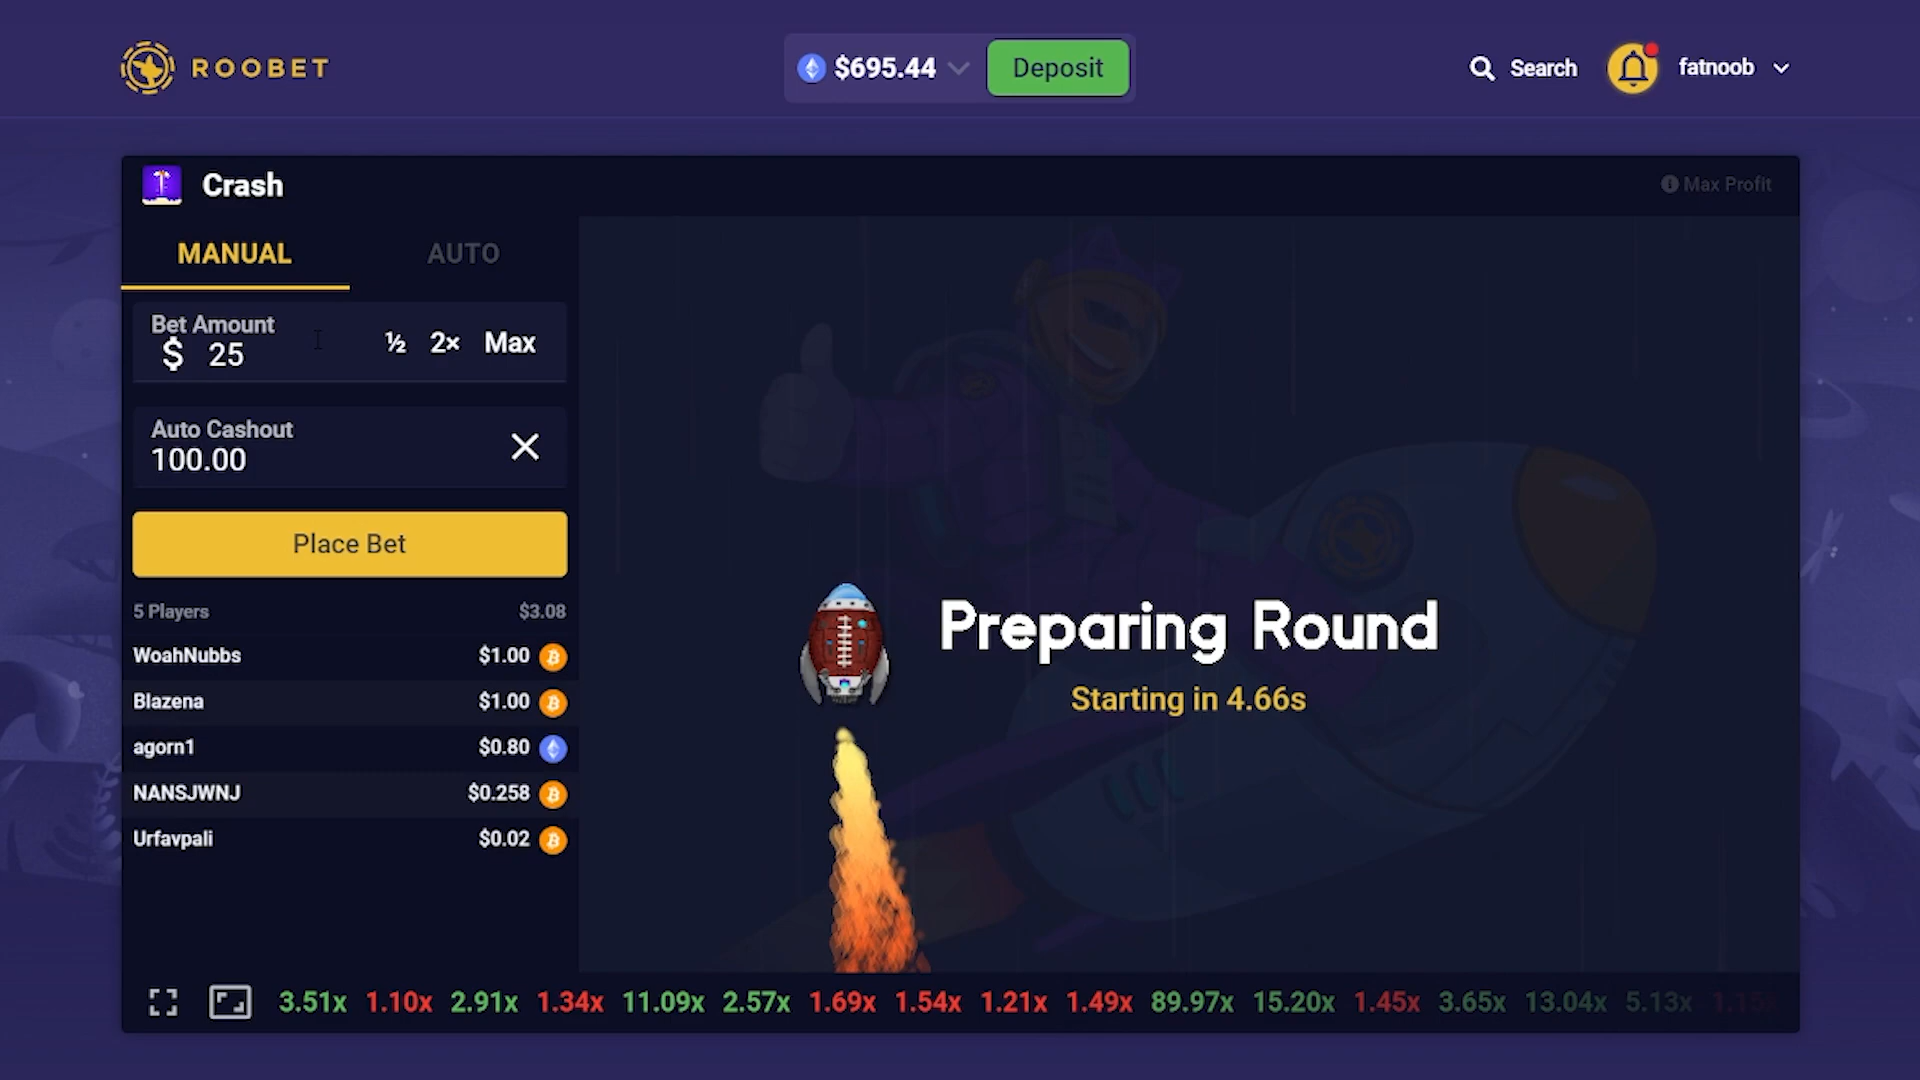 ROOBET
$695.44
Deposit
Search
fatnoob
Crash
Max Profit
MANUAL
AUTO
Bet Amount
$ 25
½ 2× Max
Auto Cashout
100.00
Place Bet
5 Players $3.08
WoahNubbs $1.00
Blazena $1.00
agorn1 $0.80
NANSJWNJ $0.258
Urfavpali $0.02
Preparing Round
Starting in 4.66s
3.51x 1.10x 2.91x 1.34x 11.09x 2.57x 1.69x 1.54x 1.21x 1.49x 89.97x 15.20x 1.45x 3.65x 13.04x 5.13x